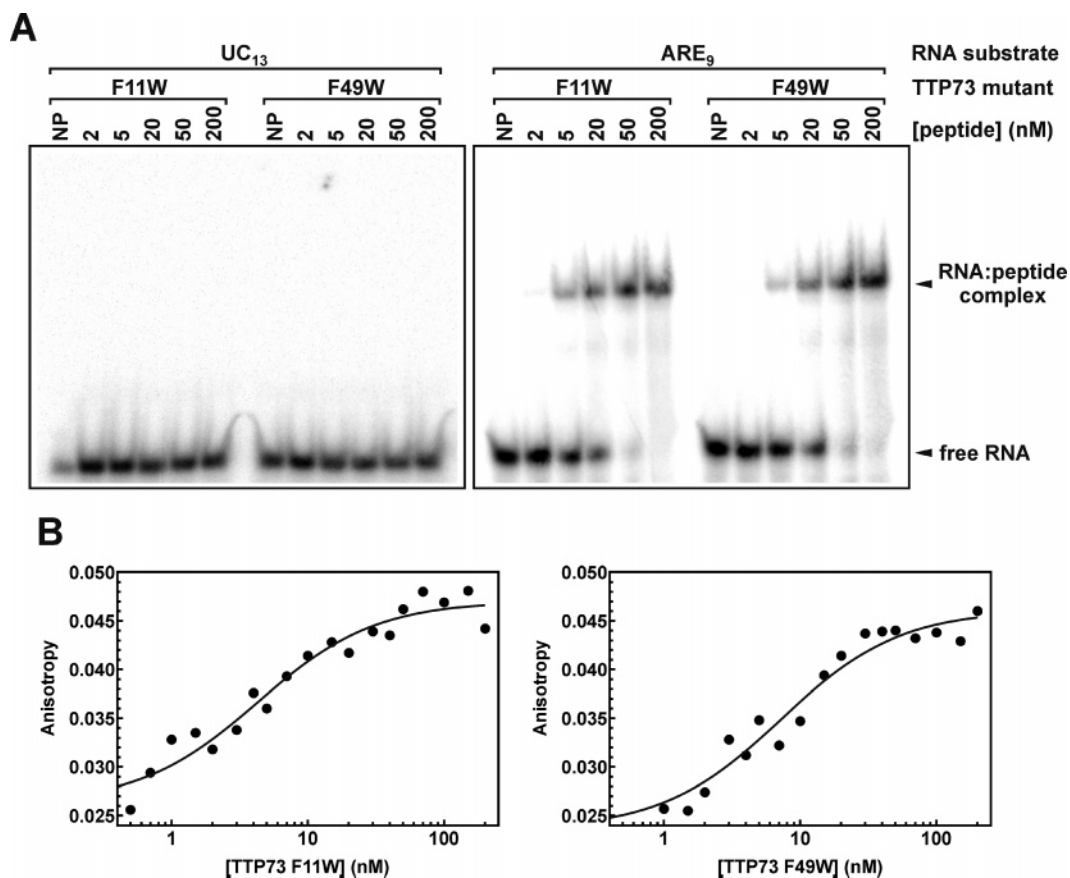 A
UC13 ARE9 RNA substrate
F11W F49W F11W F49W TTP73 mutant
NP 2 5 20 50 200 NP 2 5 20 50 200 NP 2 5 20 50 200 NP 2 5 20 50 200 [peptide] (nM)
RNA:peptide
complex
free RNA
B
0.050 0.050
0.045 0.045
0.040 0.040
0.035 0.035
0.030 0.030
0.025 0.025
Anisotropy Anisotropy
1 10 100 1 10 100
[TTP73 F11W] (nM) [TTP73 F49W] (nM)